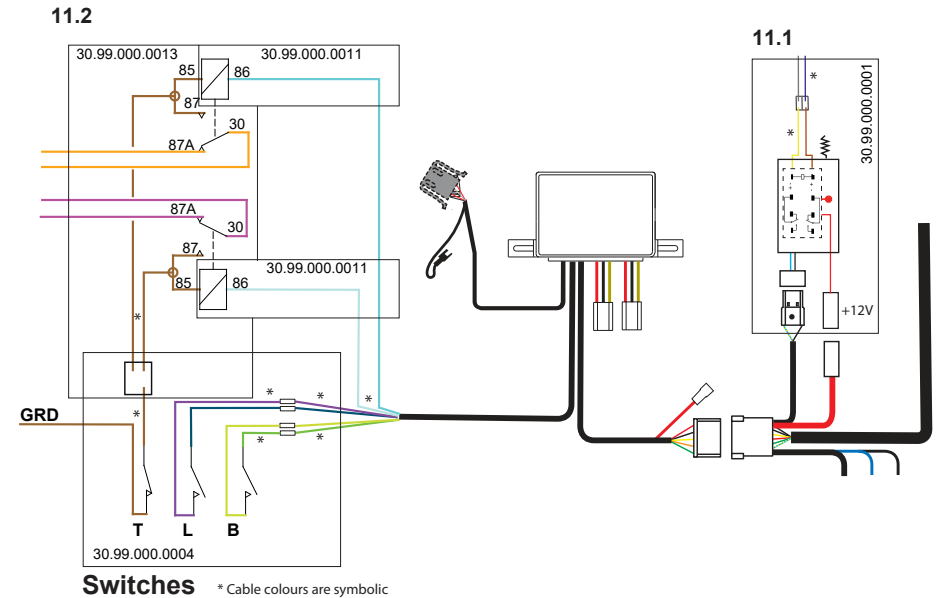 11.2
11.1
30.99.000.0013
30.99.000.0011
85
86
87
30
87A
*
*
30.99.000.0001
87A
30
87
30.99.000.0011
85
86
*
+12V
*
*
*
*
*
*
GRD
T
L
B
30.99.000.0004
Switches
* Cable colours are symbolic